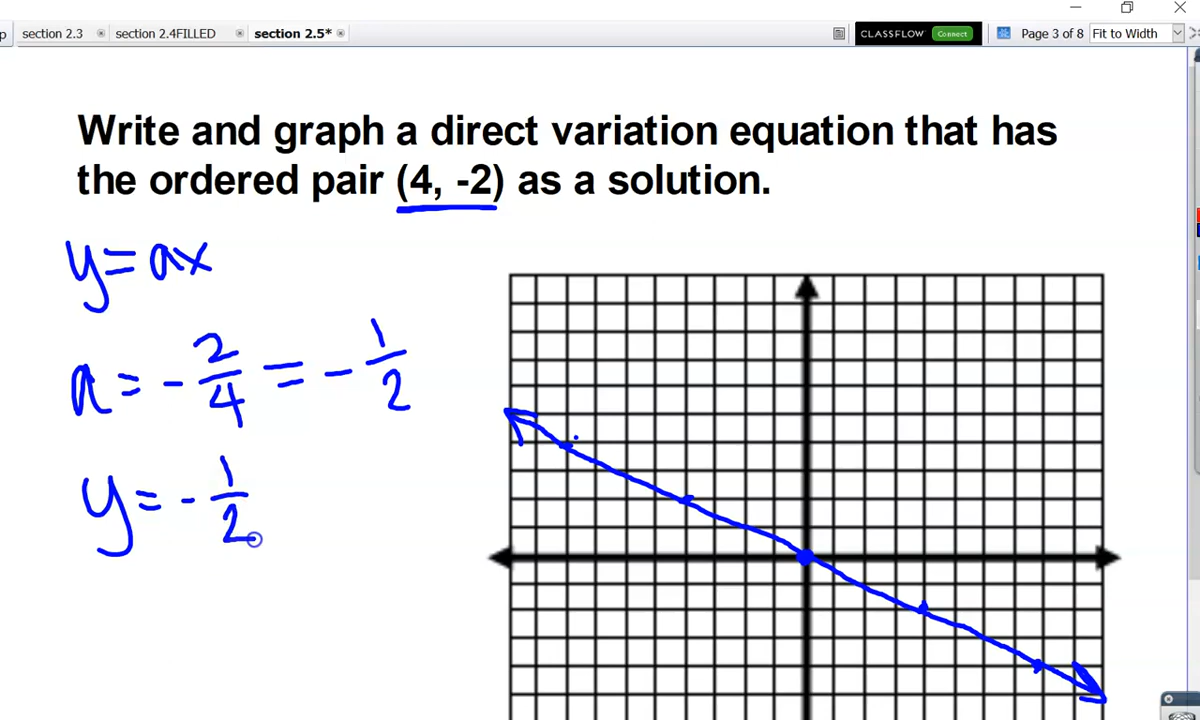 section 2.3 section 2.4FILLED section 2.5* CLASSFLOW Connect Page 3 of 8 Fit to Width
Write and graph a direct variation equation that has
the ordered pair (4, -2) as a solution.
y = ax
a = - 2/4 = - 1/2
y = - 1/2